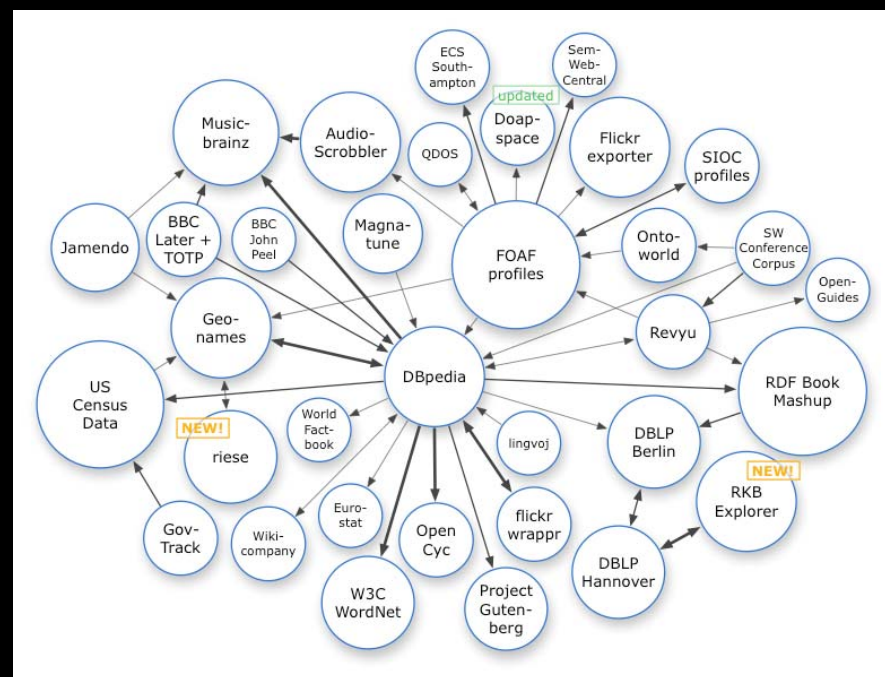 ECS
South-
ampton
Sem-
Web-
Central
updated
Doap-
space
Music-
brainz
Audio-
Scrobbler
QDOS
Flickr
exporter
SIOC
profiles
Jamendo
BBC
Later +
TOTP
BBC
John
Peel
Magna-
tune
FOAF
profiles
Onto-
world
SW
Conference
Corpus
Open-
Guides
Geo-
names
Revyu
US
Census
Data
DBpedia
RDF Book
Mashup
NEW!
riese
World
Fact-
book
lingvoj
DBLP
Berlin
NEW!
RKB
Explorer
Gov-
Track
Wiki-
company
Euro-
stat
Open
Cyc
flickr
wrappr
DBLP
Hannover
W3C
WordNet
Project
Guten-
berg